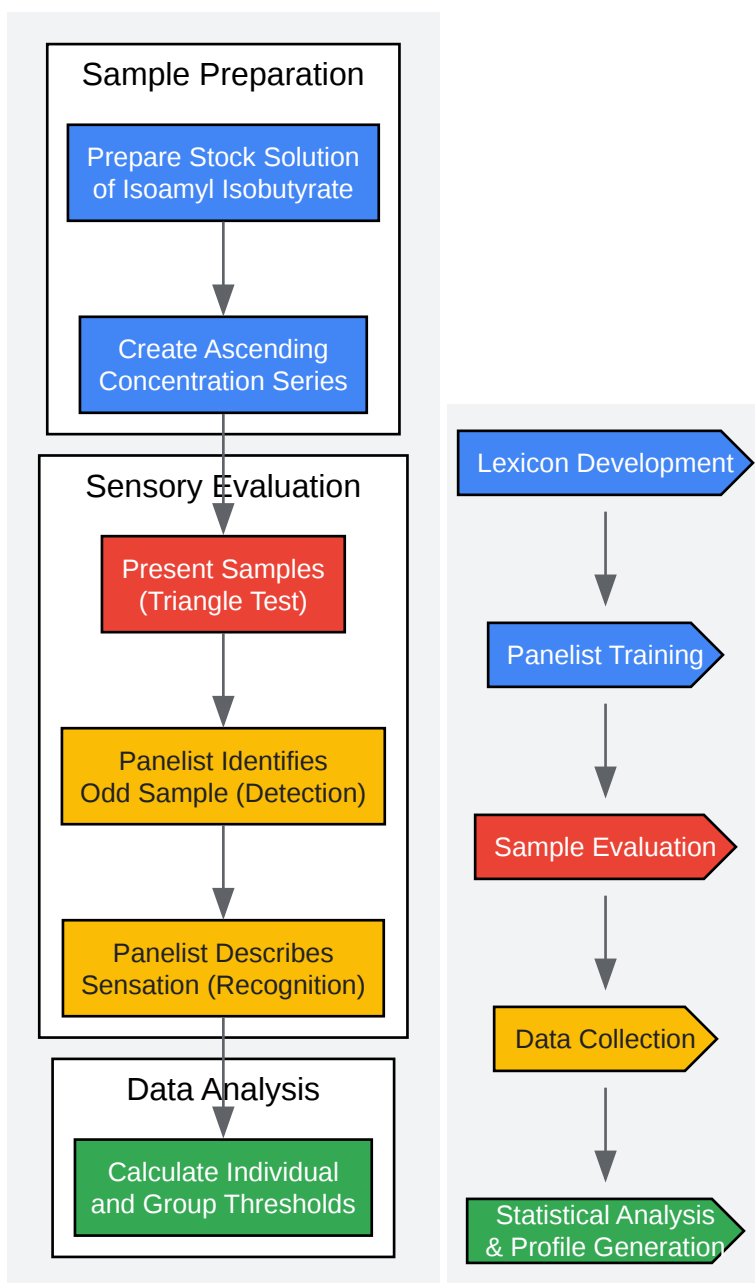 Sample Preparation
Prepare Stock Solution
of Isoamyl Isobutyrate
Create Ascending
Concentration Series
Sensory Evaluation
Present Samples
(Triangle Test)
Panelist Identifies
Odd Sample (Detection)
Panelist Describes
Sensation (Recognition)
Data Analysis
Calculate Individual
and Group Thresholds
Lexicon Development
Panelist Training
Sample Evaluation
Data Collection
Statistical Analysis
& Profile Generation